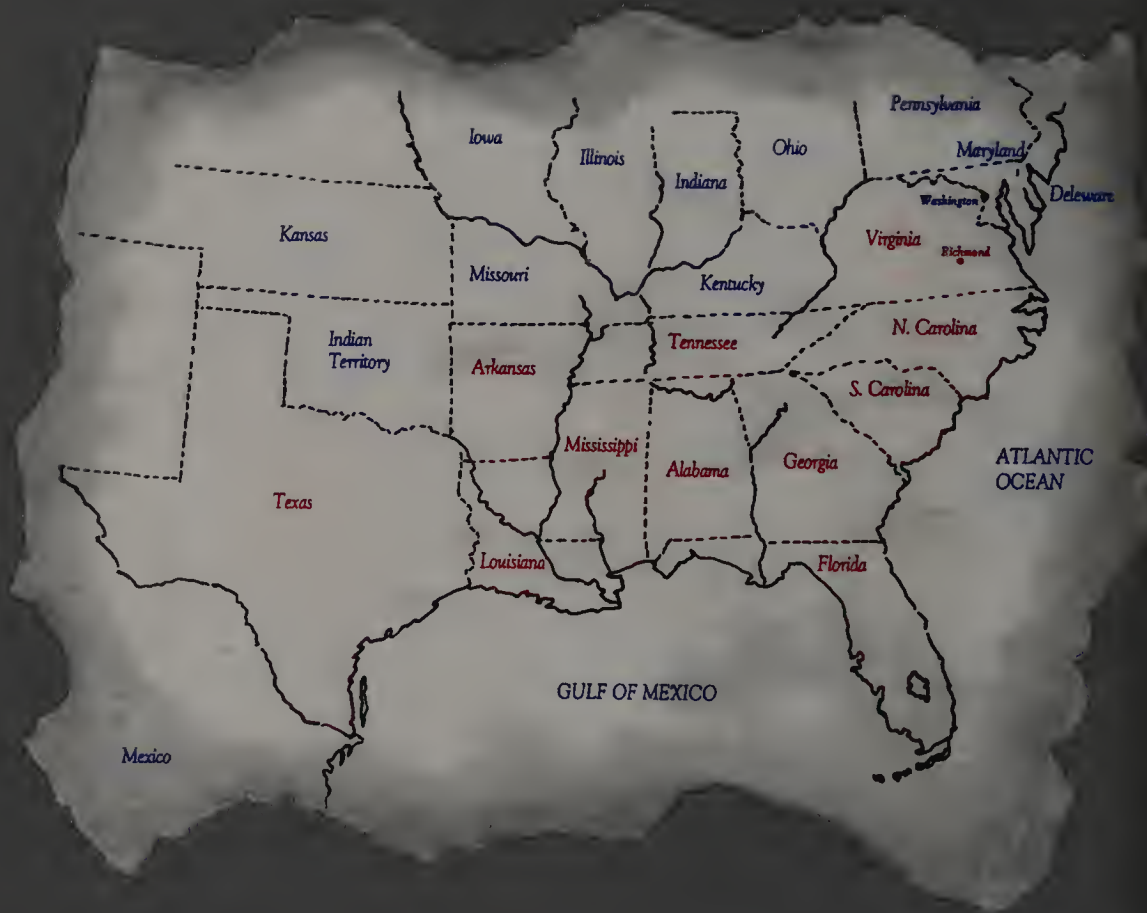 Pennsylvania
Iowa
Illinois
Ohio
Maryland
Indiana
Deleware
Washington
Kansas
Virginia
Richmond
Missouri
Kentucky
Indian
Territory
N. Carolina
Tennessee
Arkansas
S. Carolina
Mississippi
Alabama
Georgia
ATLANTIC
OCEAN
Texas
Louisiana
Florida
GULF OF MEXICO
Mexico